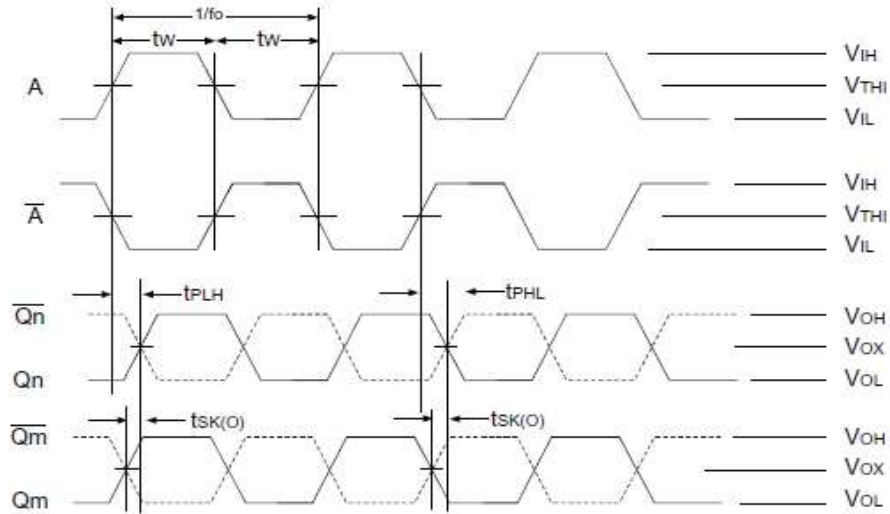 1/fo
tw tw
VIH
A VTHI
VIL
VIH
A VTHI
VIL
tPLH tPHL
Qn VOH
VOX
Qn VOL
tSK(O) tSK(O)
Qm VOH
VOX
Qm VOL